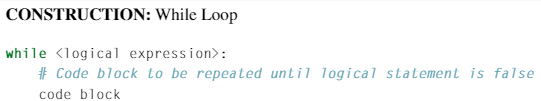 CONSTRUCTION: While Loop
while <logical expression>:
    # Code block to be repeated until logical statement is false
    code block